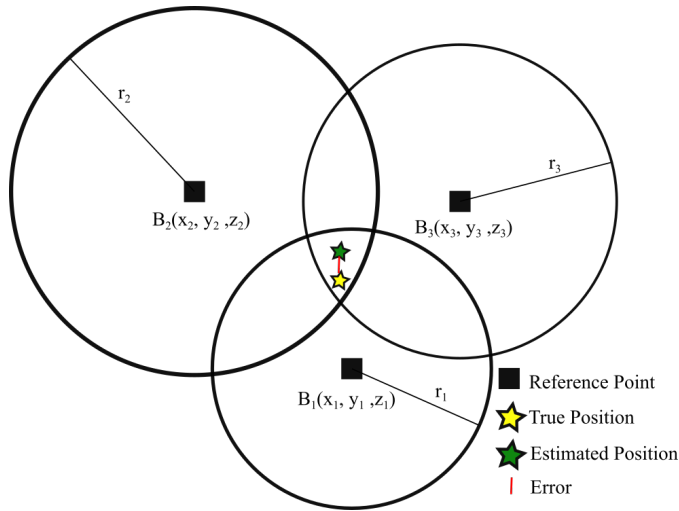 r₂
r₃
B₂(x₂, y₂ ,z₂)
B₃(x₃, y₃ ,z₃)
r₁
B₁(x₁, y₁ ,z₁)
Reference Point
True Position
Estimated Position
Error